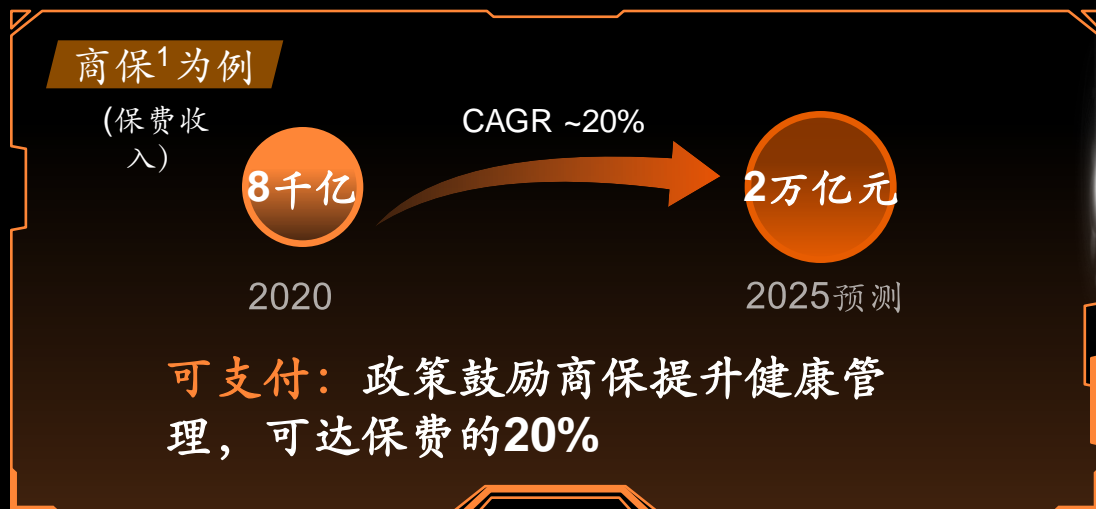 商保¹为例
(保费收
入)
CAGR ~20%
8千亿
2万亿元
2020
2025预测
可支付：政策鼓励商保提升健康管
理，可达保费的20%